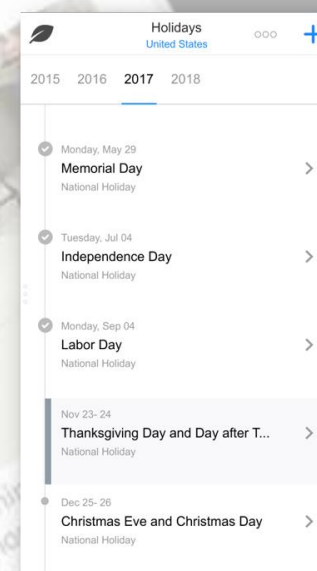 Holidays
United States
2015 2016 2017 2018
Monday, May 29
Memorial Day
National Holiday
Tuesday, Jul 04
Independence Day
National Holiday
Monday, Sep 04
Labor Day
National Holiday
Nov 23- 24
Thanksgiving Day and Day after T...
National Holiday
Dec 25- 26
Christmas Eve and Christmas Day
National Holiday